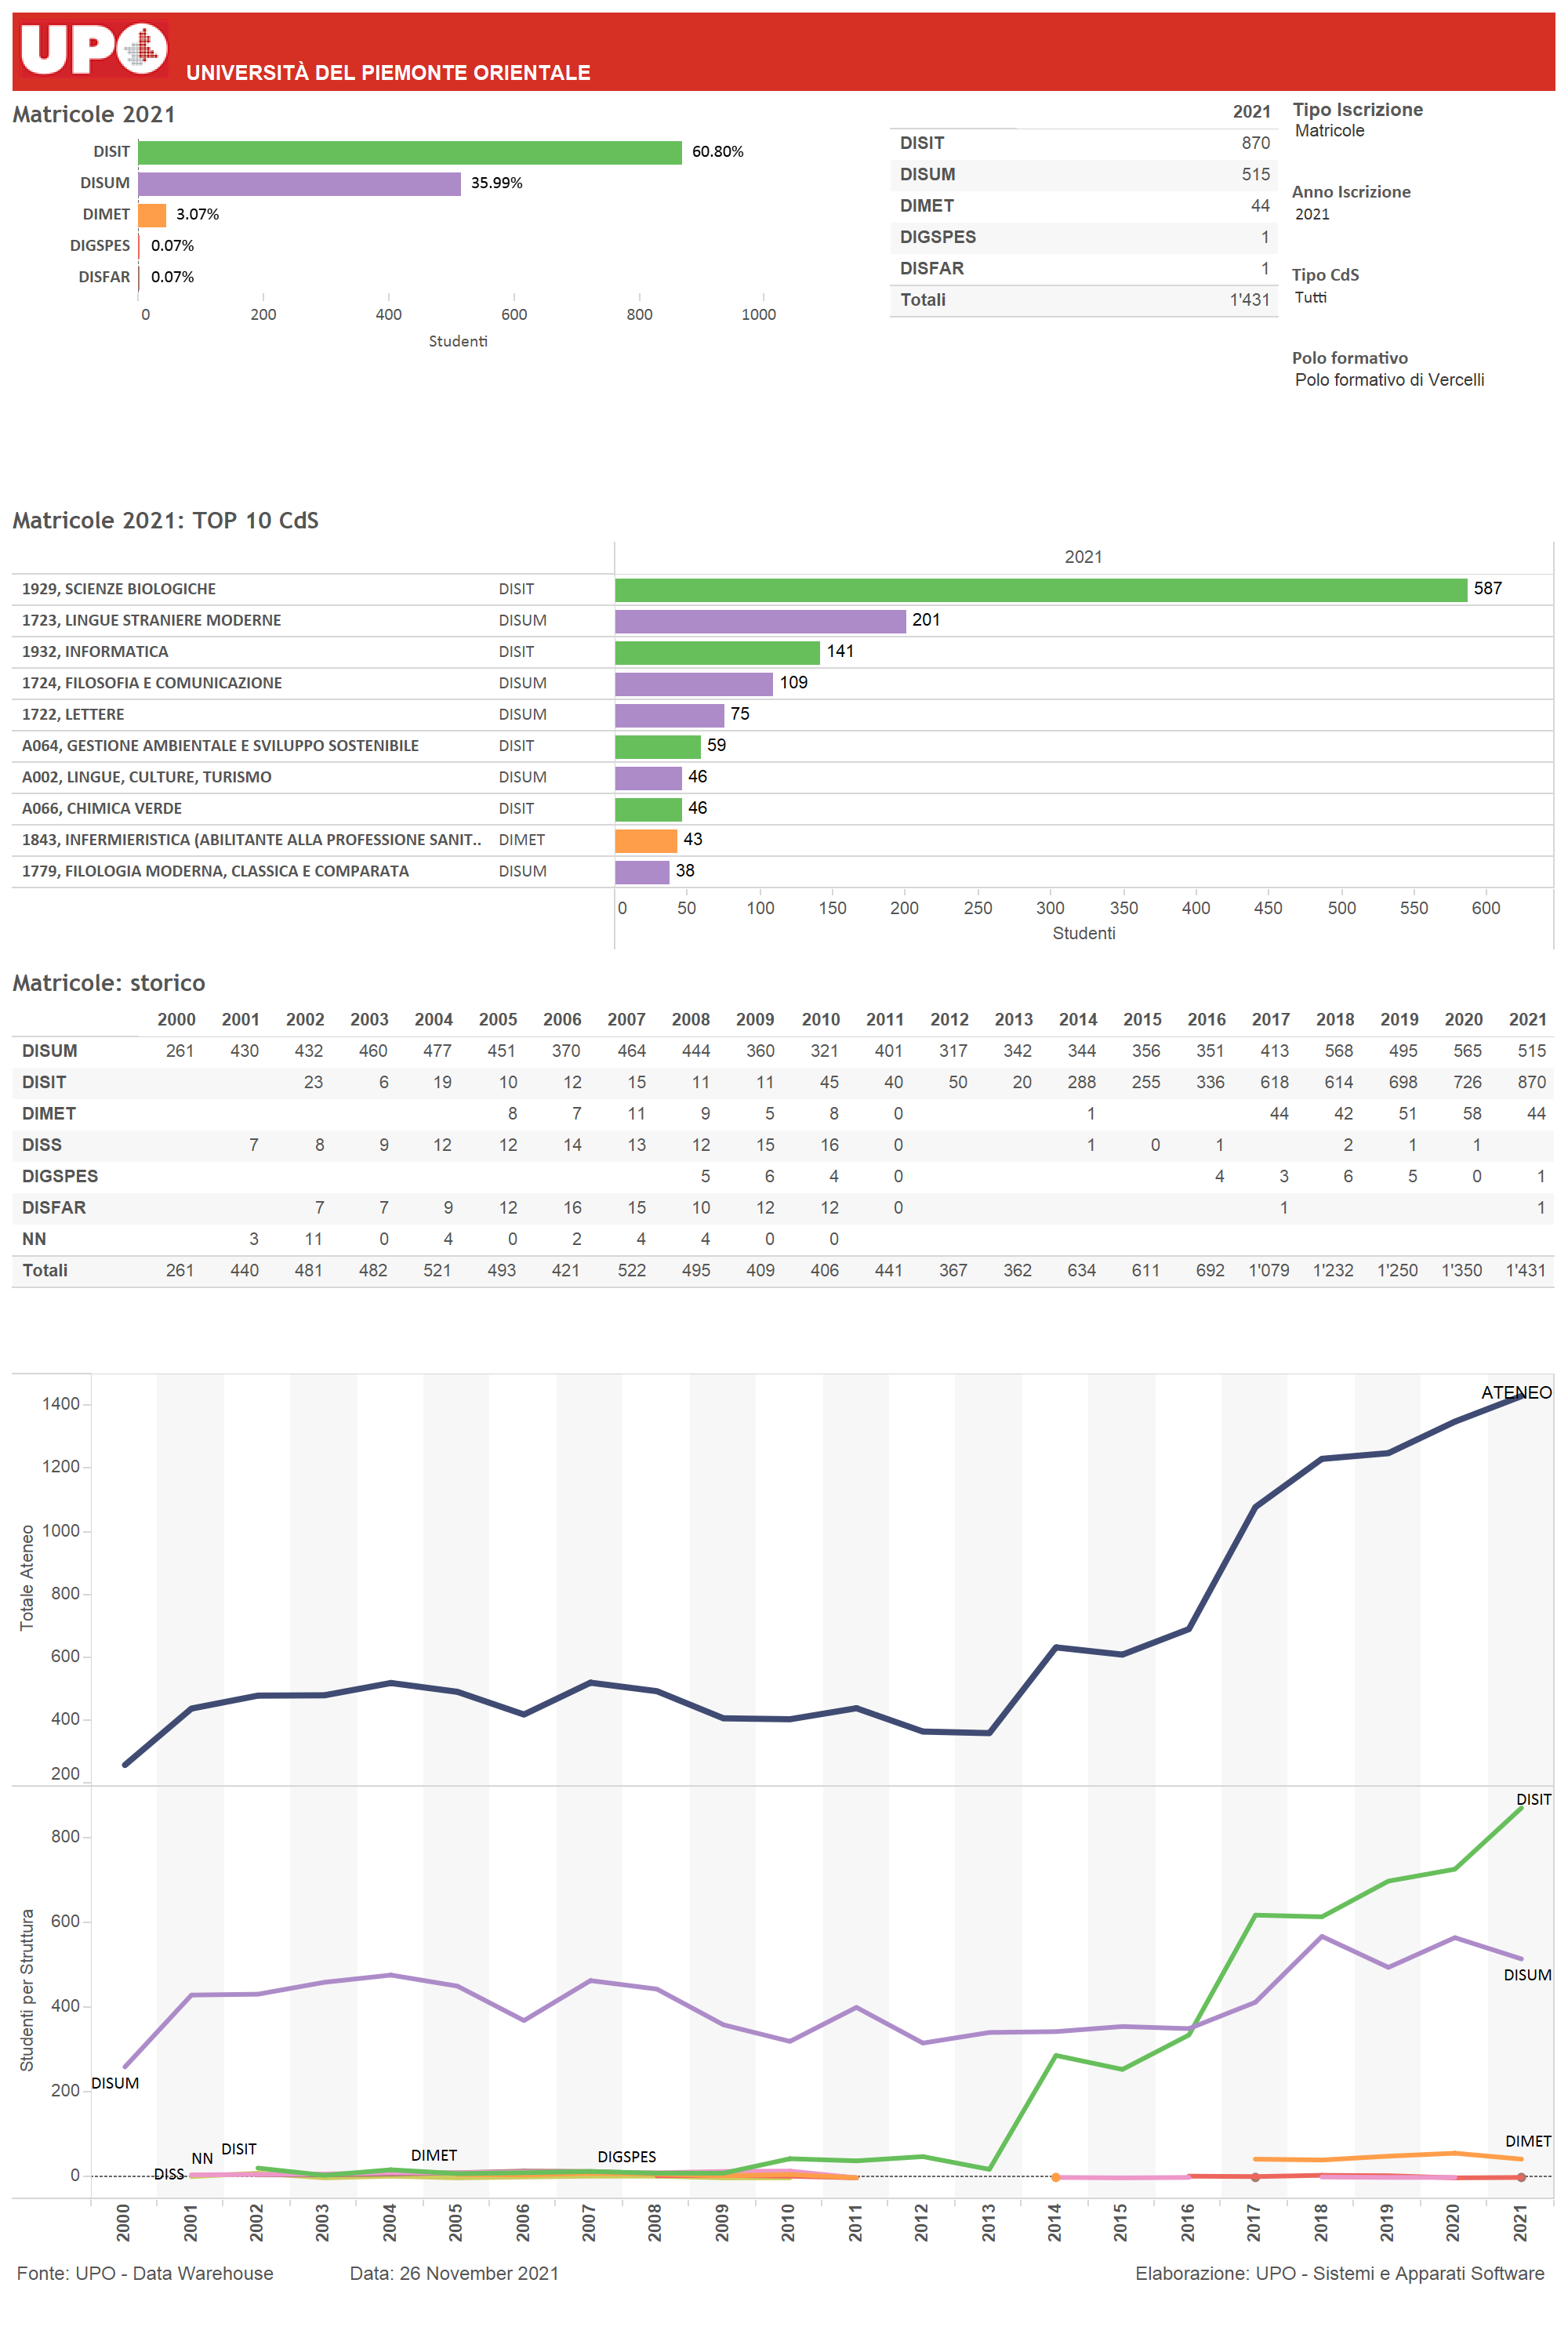 UPO
UNIVERSITÀ DEL PIEMONTE ORIENTALE
Matricole 2021
DISIT 60.80%
DISUM 35.99%
DIMET 3.07%
DIGSPES 0.07%
DISFAR 0.07%
0 200 400 600 800 1000
Studenti
2021
DISIT 870
DISUM 515
DIMET 44
DIGSPES 1
DISFAR 1
Totali 1'431
Tipo Iscrizione
Matricole
Anno Iscrizione
2021
Tipo CdS
Tutti
Polo formativo
Polo formativo di Vercelli
Matricole 2021: TOP 10 CdS
2021
1929, SCIENZE BIOLOGICHE DISIT 587
1723, LINGUE STRANIERE MODERNE DISUM 201
1932, INFORMATICA DISIT 141
1724, FILOSOFIA E COMUNICAZIONE DISUM 109
1722, LETTERE DISUM 75
A064, GESTIONE AMBIENTALE E SVILUPPO SOSTENIBILE DISIT 59
A002, LINGUE, CULTURE, TURISMO DISUM 46
A066, CHIMICA VERDE DISIT 46
1843, INFERMIERISTICA (ABILITANTE ALLA PROFESSIONE SANIT.. DIMET 43
1779, FILOLOGIA MODERNA, CLASSICA E COMPARATA DISUM 38
0 50 100 150 200 250 300 350 400 450 500 550 600
Studenti
Matricole: storico
2000 2001 2002 2003 2004 2005 2006 2007 2008 2009 2010 2011 2012 2013 2014 2015 2016 2017 2018 2019 2020 2021
DISUM 261 430 432 460 477 451 370 464 444 360 321 401 317 342 344 356 351 413 568 495 565 515
DISIT 23 6 19 10 12 15 11 11 45 40 50 20 288 255 336 618 614 698 726 870
DIMET 8 7 11 9 5 8 0 1 44 42 51 58 44
DISS 7 8 9 12 12 14 13 12 15 16 0 1 0 1 2 1 1
DIGSPES 5 6 4 0 4 3 6 5 0 1
DISFAR 7 7 9 12 16 15 10 12 12 0 1 1
NN 3 11 0 4 0 2 4 4 0 0
Totali 261 440 481 482 521 493 421 522 495 409 406 441 367 362 634 611 692 1'079 1'232 1'250 1'350 1'431
Totale Ateneo
1400
1200
1000
800
600
400
200
ATENEO
Studenti per Struttura
800
600
400
200
0
DISIT
DISUM
DISUM
DIMET
DISS
NN
DISIT
DIMET
DIGSPES
2000 2001 2002 2003 2004 2005 2006 2007 2008 2009 2010 2011 2012 2013 2014 2015 2016 2017 2018 2019 2020 2021
Fonte: UPO - Data Warehouse Data: 26 November 2021 Elaborazione: UPO - Sistemi e Apparati Software